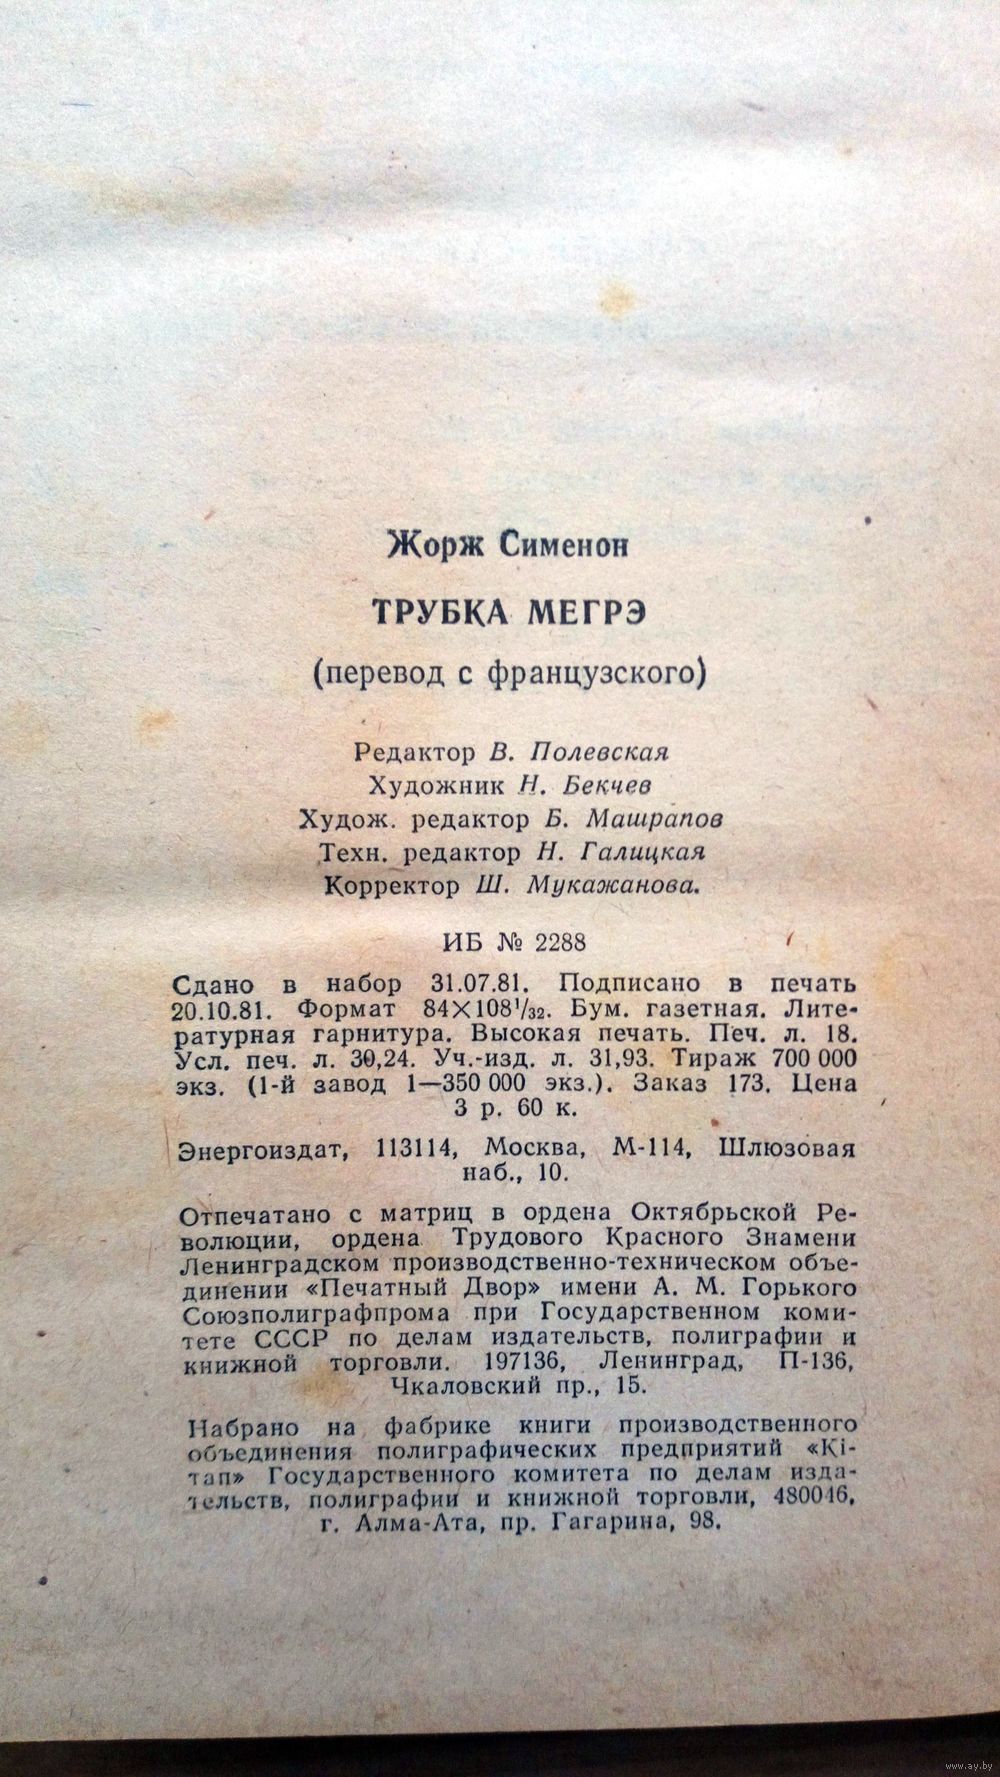 Жорж Сименон
ТРУБКА МЕГРЭ
(перевод с французского)
Редактор В. Полевская
Художник Н. Бекчев
Худож. редактор Б. Машрапов
Техн. редактор Н. Галицкая
Корректор Ш. Мукажанова.
ИБ № 2288
Сдано в набор 31.07.81. Подписано в печать
20.10.81. Формат 84×108¹/₃₂. Бум. газетная. Лите-
ратурная гарнитура. Высокая печать. Печ. л. 18.
Усл. печ. л. 30,24. Уч.-изд. л. 31,93. Тираж 700 000
экз. (1-й завод 1—350 000 экз.). Заказ 173. Цена
3 р. 60 к.
Энергоиздат, 113114, Москва, М-114, Шлюзовая
наб., 10.
Отпечатано с матриц в ордена Октябрьской Ре-
волюции, ордена Трудового Красного Знамени
Ленинградском производственно-техническом объе-
динении «Печатный Двор» имени А. М. Горького
Союзполиграфпрома при Государственном коми-
тете СССР по делам издательств, полиграфии и
книжной торговли. 197136, Ленинград, П-136,
Чкаловский пр., 15.
Набрано на фабрике книги производственного
объединения полиграфических предприятий «Кі-
тап» Государственного комитета по делам изда-
тельств, полиграфии и книжной торговли, 480046,
г. Алма-Ата, пр. Гагарина, 98.
www.ay.by